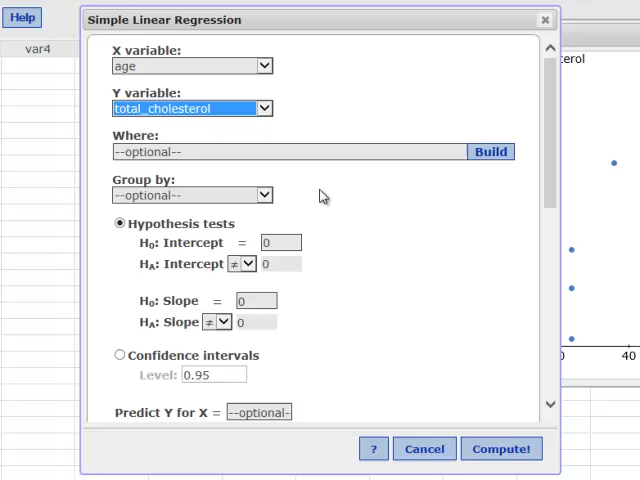 Help
Simple Linear Regression
var4
X variable:
age
Y variable:
total_cholesterol
Where:
--optional--
Build
Group by:
--optional--
Hypothesis tests
H0: Intercept = 0
HA: Intercept ≠ 0
H0: Slope = 0
HA: Slope ≠ 0
Confidence intervals
Level: 0.95
Predict Y for X = --optional-
? Cancel Compute!
terol
40